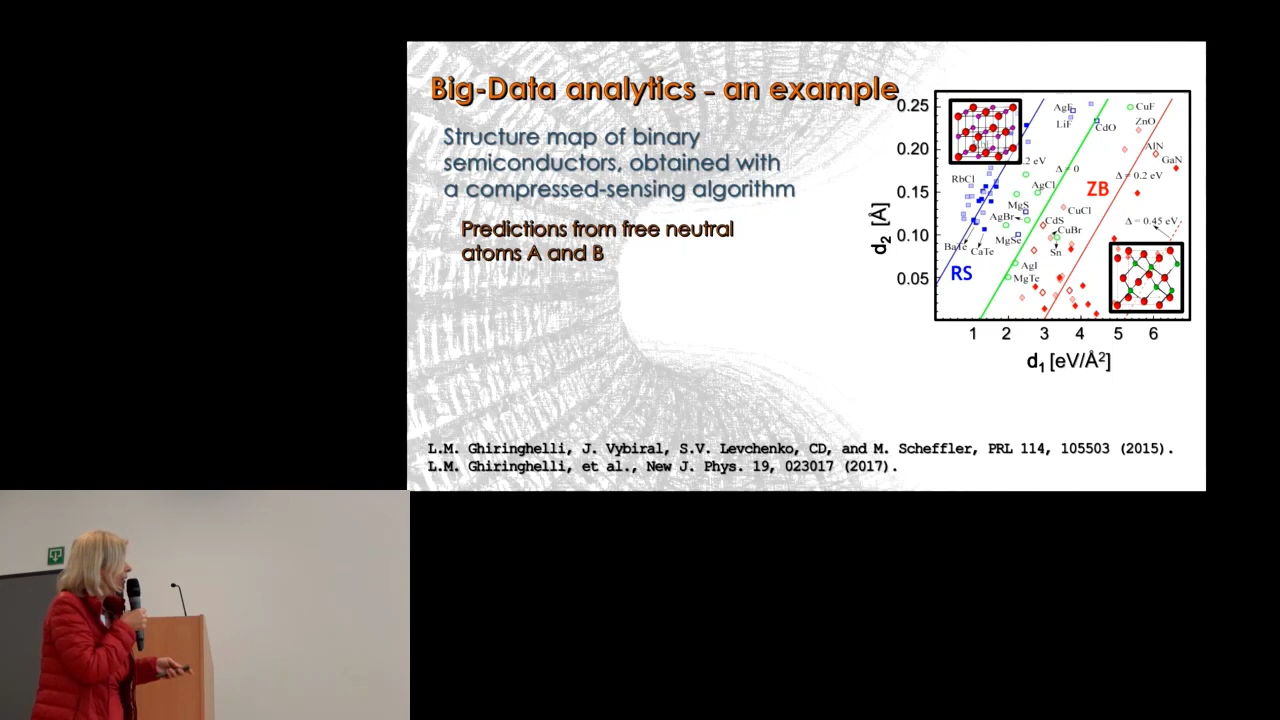 Big-Data analytics - an example
Structure map of binary
semiconductors, obtained with
a compressed-sensing algorithm
Predictions from free neutral
atoms A and B
0.25
0.20
0.15
0.10
0.05
d2 [Å]
AgF
LiF
CuF
CdO
ZnO
AlN
GaN
.2 eV
Δ = 0
Δ = 0.2 eV
RbCl
AgCl
ZB
MgS
CuCl
AgBr
CdS
CuBr
Δ = 0.45 eV
MgSe
BaTe
CaTe
Sn
RS
AgI
MgTe
1 2 3 4 5 6
d1 [eV/Å²]
L.M. Ghiringhelli, J. Vybiral, S.V. Levchenko, CD, and M. Scheffler, PRL 114, 105503 (2015).
L.M. Ghiringhelli, et al., New J. Phys. 19, 023017 (2017).